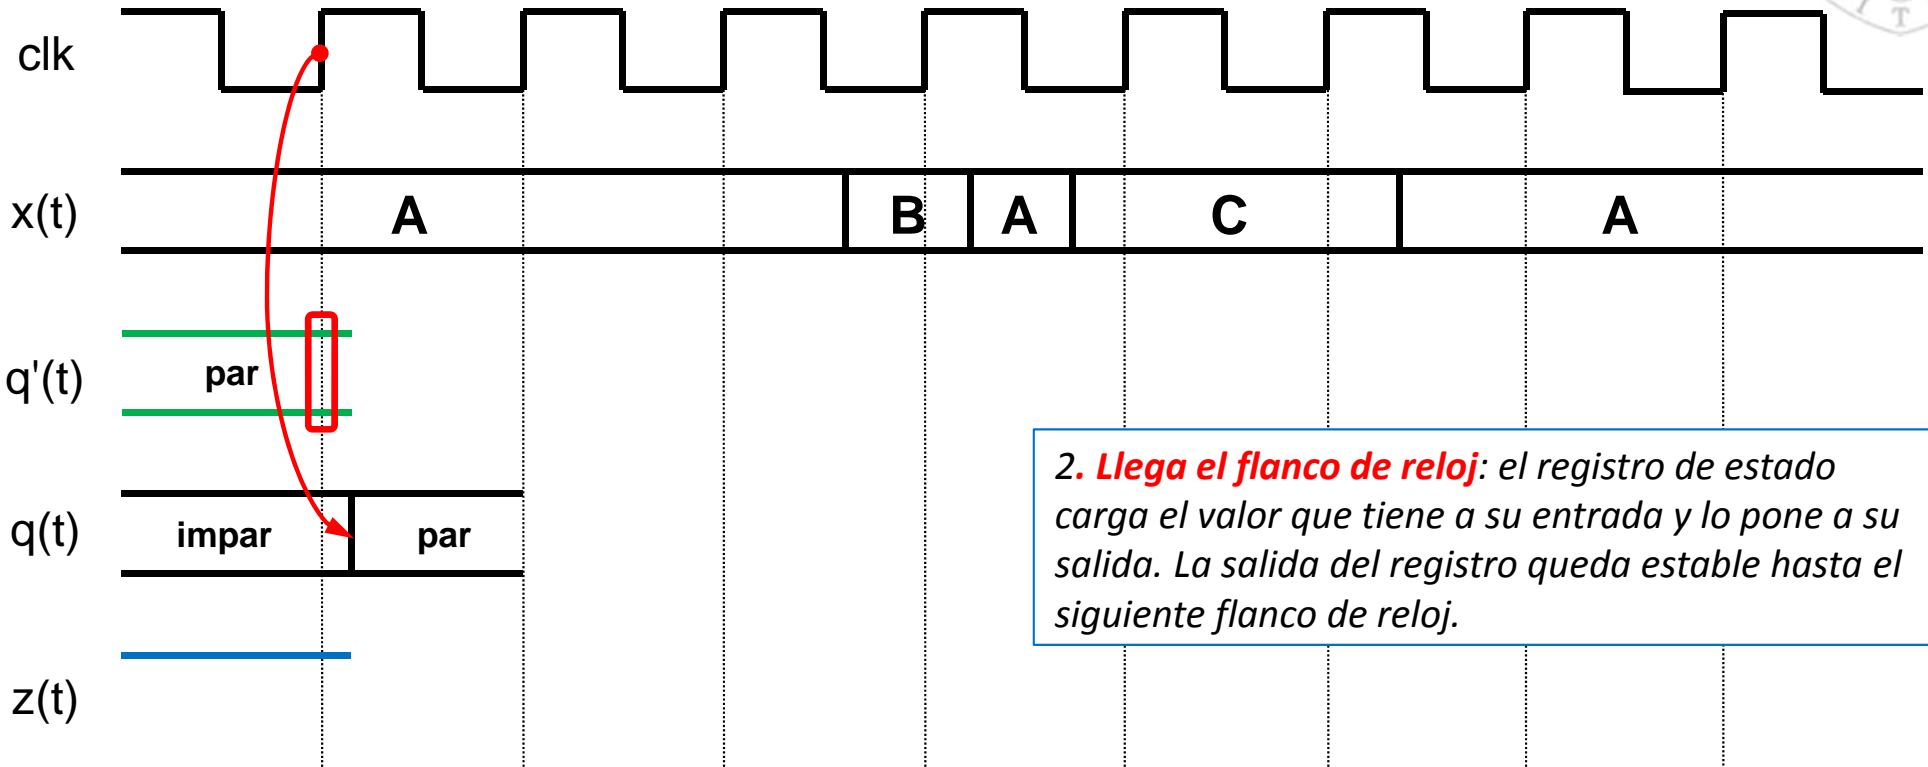 clk
x(t) A B A C A
q'(t) par
2. Llega el flanco de reloj: el registro de estado
carga el valor que tiene a su entrada y lo pone a su
salida. La salida del registro queda estable hasta el
siguiente flanco de reloj.
q(t) impar par
z(t)